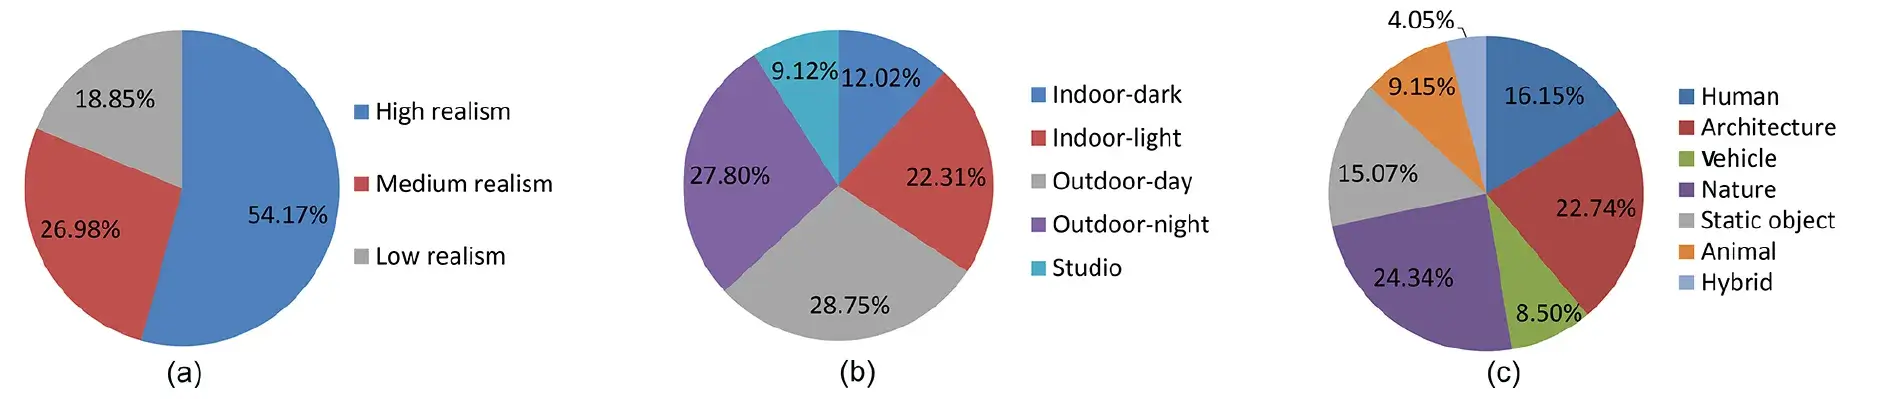 18.85%
26.98%
54.17%
High realism
Medium realism
Low realism
(a)
9.12%
12.02%
27.80%
22.31%
28.75%
Indoor-dark
Indoor-light
Outdoor-day
Outdoor-night
Studio
(b)
4.05%
9.15%
16.15%
15.07%
22.74%
24.34%
8.50%
Human
Architecture
vehicle
Nature
Static object
Animal
Hybrid
(c)